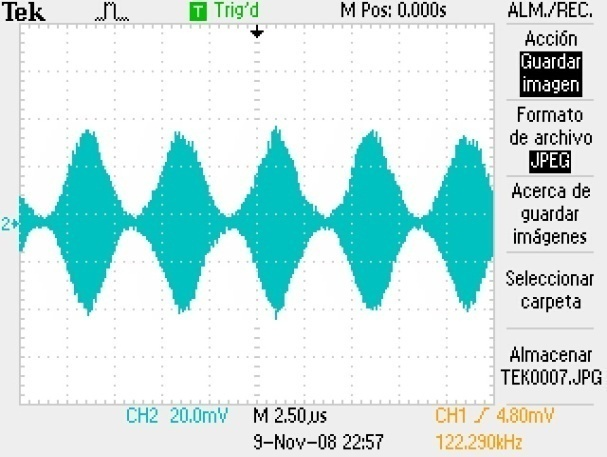 Tek
T Trig'd
M Pos: 0.000s
ALM./REC.
Acción
Guardar
imagen
Formato
de archivo
JPEG
Acerca de
guardar
imágenes
Seleccionar
carpeta
Almacenar
TEK0007.JPG
2
CH2 20.0mV
M 2.50µs
CH1 4.80mV
9-Nov-08 22:57
122.290kHz